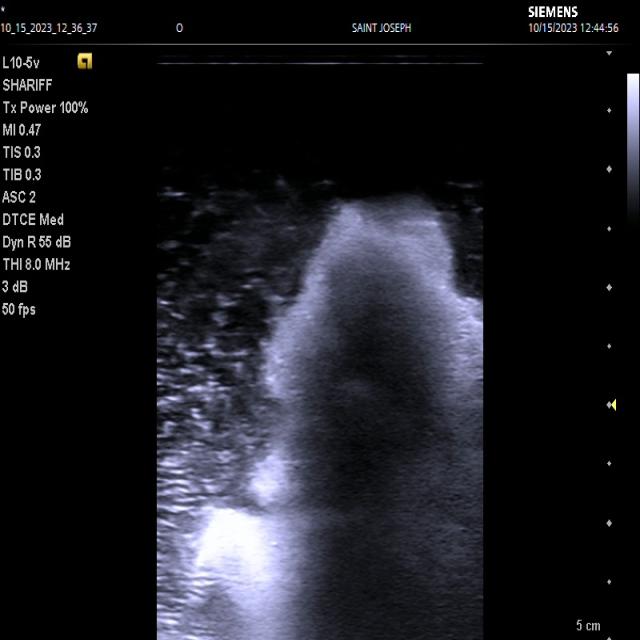 *
SIEMENS
10_15_2023_12_36_37 O SAINT JOSEPH 10/15/2023 12:44:56
L10-5v
SHARIFF
Tx Power 100%
MI 0.47
TIS 0.3
TIB 0.3
ASC 2
DTCE Med
Dyn R 55 dB
THI 8.0 MHz
3 dB
50 fps
5 cm